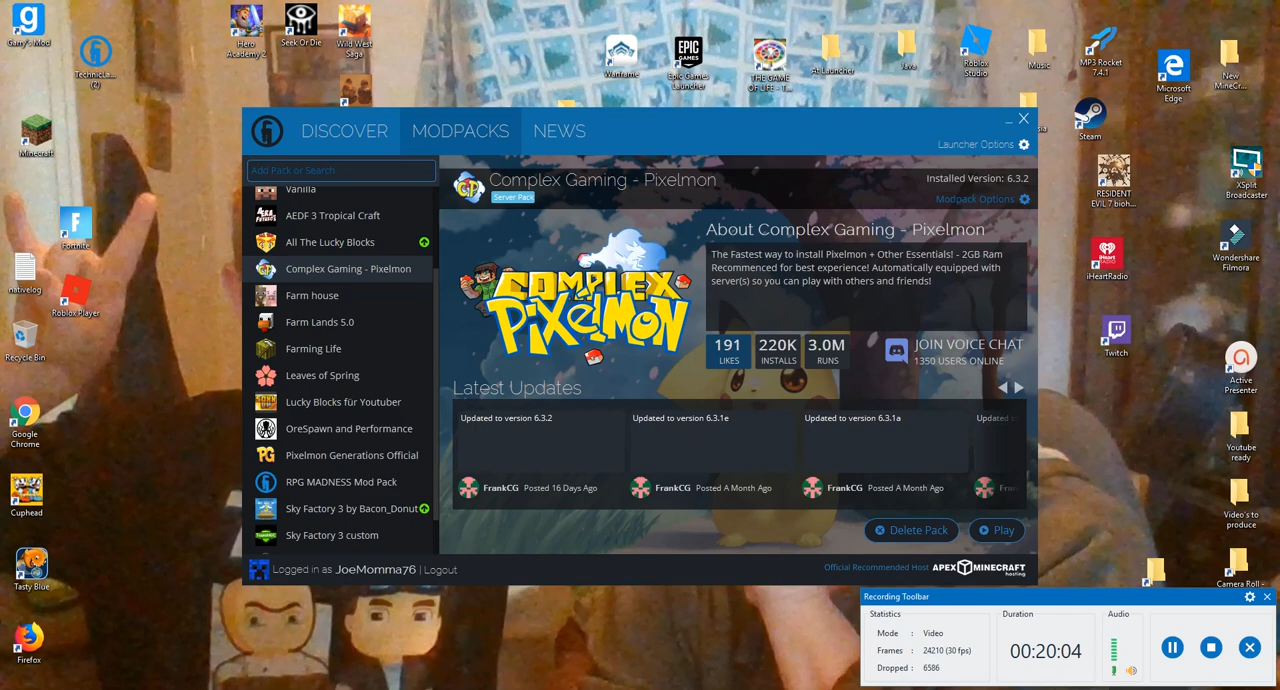 Garry's Mod
TechnicLa...
(2)
Hero
Academy 2
Seek Or Die
Wild West
Saga
Warframe
EPIC
GAMES
Epic Games
Launcher
THE GAME
OF LIFE - T...
At Launcher
Java
Roblox
Studio
Music
MP3 Rocket
7.4.1
Microsoft
Edge
New
MineCr...
Minecraft
Steam
DISCOVER
MODPACKS
NEWS
Launcher Options
Add Pack or Search
Vanilla
AEDF 3 Tropical Craft
All The Lucky Blocks
Complex Gaming - Pixelmon
Farm house
Farm Lands 5.0
Farming Life
Leaves of Spring
Lucky Blocks für Youtuber
OreSpawn and Performance
PG
Pixelmon Generations Official
RPG MADNESS Mod Pack
Sky Factory 3 by Bacon_Donut
Sky Factory 3 custom
Complex Gaming - Pixelmon
Server Pack
Installed Version: 6.3.2
Modpack Options
COMPLEX
PIXELMON
About Complex Gaming - Pixelmon
The Fastest way to install Pixelmon + Other Essentials! - 2GB Ram
Recommenced for best experience! Automatically equipped with
server(s) so you can play with others and friends!
191
LIKES
220K
INSTALLS
3.0M
RUNS
JOIN VOICE CHAT
1350 USERS ONLINE
Latest Updates
Updated to version 6.3.2
Updated to version 6.3.1e
Updated to version 6.3.1a
Updated to
FrankCG Posted 16 Days Ago
FrankCG Posted A Month Ago
FrankCG Posted A Month Ago
Delete Pack
Play
Logged in as JoeMomma76 | Logout
Official Recommended Host
APEX MINECRAFT
hosting
Fortnite
nativelog
Roblox Player
Recycle Bin
Google
Chrome
Cuphead
Tasty Blue
Firefox
RESIDENT
EVIL 7 bioh...
XSplit
Broadcaster
iHeartRadio
Wondershare
Filmora
Twitch
Active
Presenter
Youtube
ready
Video's to
produce
Camera Roll -
Recording Toolbar
Statistics
Mode : Video
Frames : 24210 (30 fps)
Dropped : 6586
Duration
00:20:04
Audio